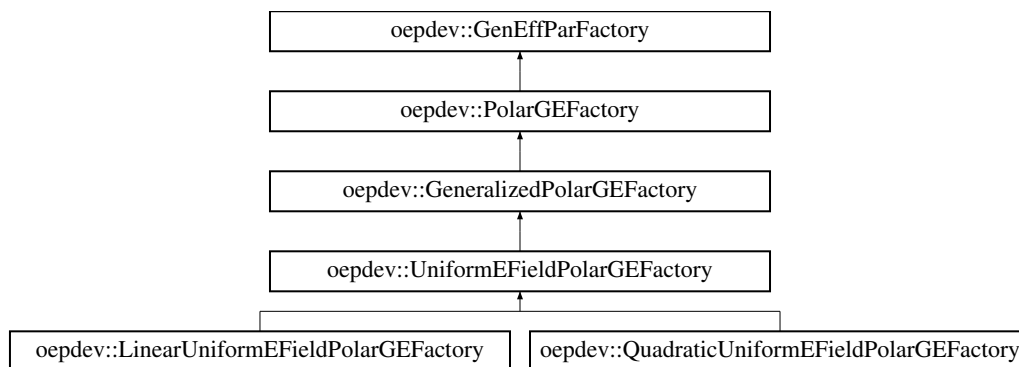 oepdev::GenEffParFactory
oepdev::PolarGEFactory
oepdev::GeneralizedPolarGEFactory
oepdev::UniformEFieldPolarGEFactory
oepdev::LinearUniformEFieldPolarGEFactory
oepdev::QuadraticUniformEFieldPolarGEFactory